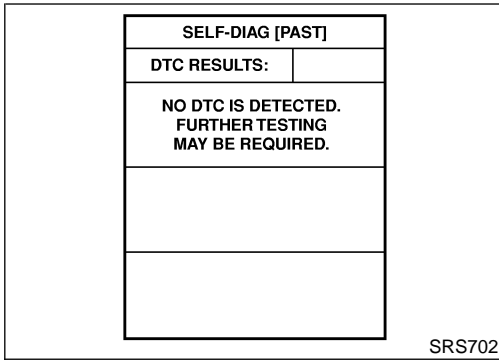 SELF-DIAG [PAST]
DTC RESULTS:
NO DTC IS DETECTED.
FURTHER TESTING
MAY BE REQUIRED.
SRS702